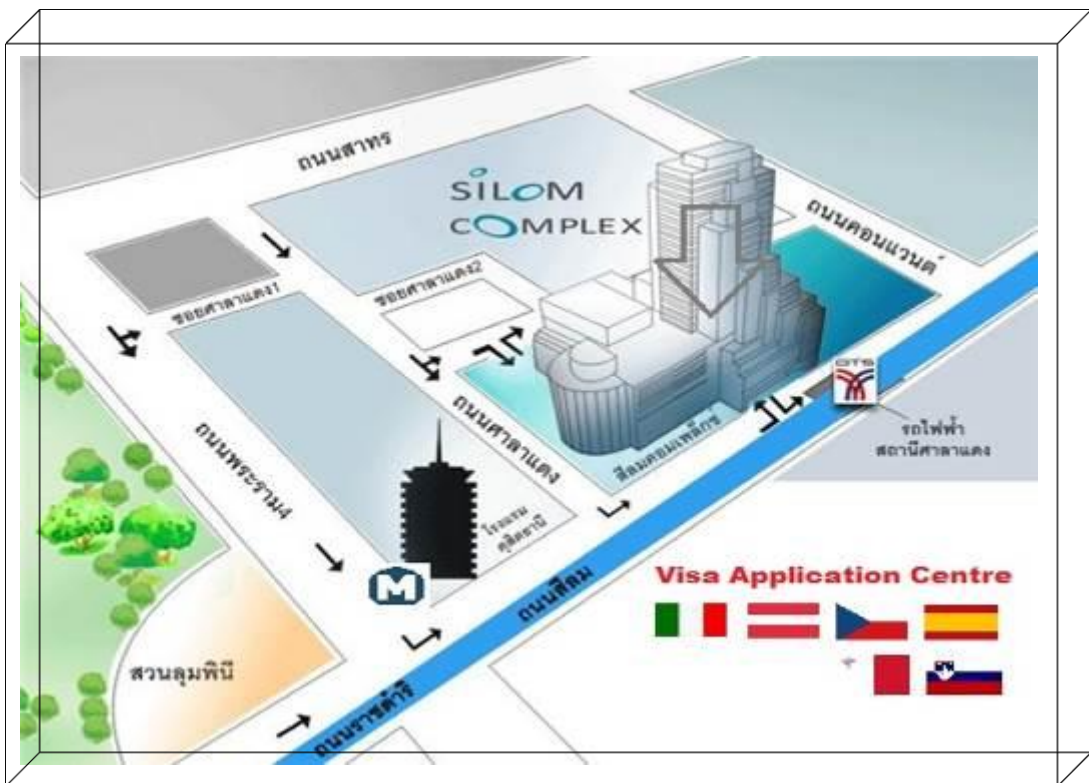 ถนนสาทร
SILOM
COMPLEX
ถนนคอนแวนต์
ซอยศาลาแดง1
ซอยศาลาแดง2
ถนนศาลาแดง
สีลมคอมเพล็กซ์
BTS
รถไฟฟ้า
สถานีศาลาแดง
ถนนพระราม4
โรงแรม
ดุสิตธานี
M
ถนนสีลม
Visa Application Centre
สวนลุมพินี
ถนนราชดำริ